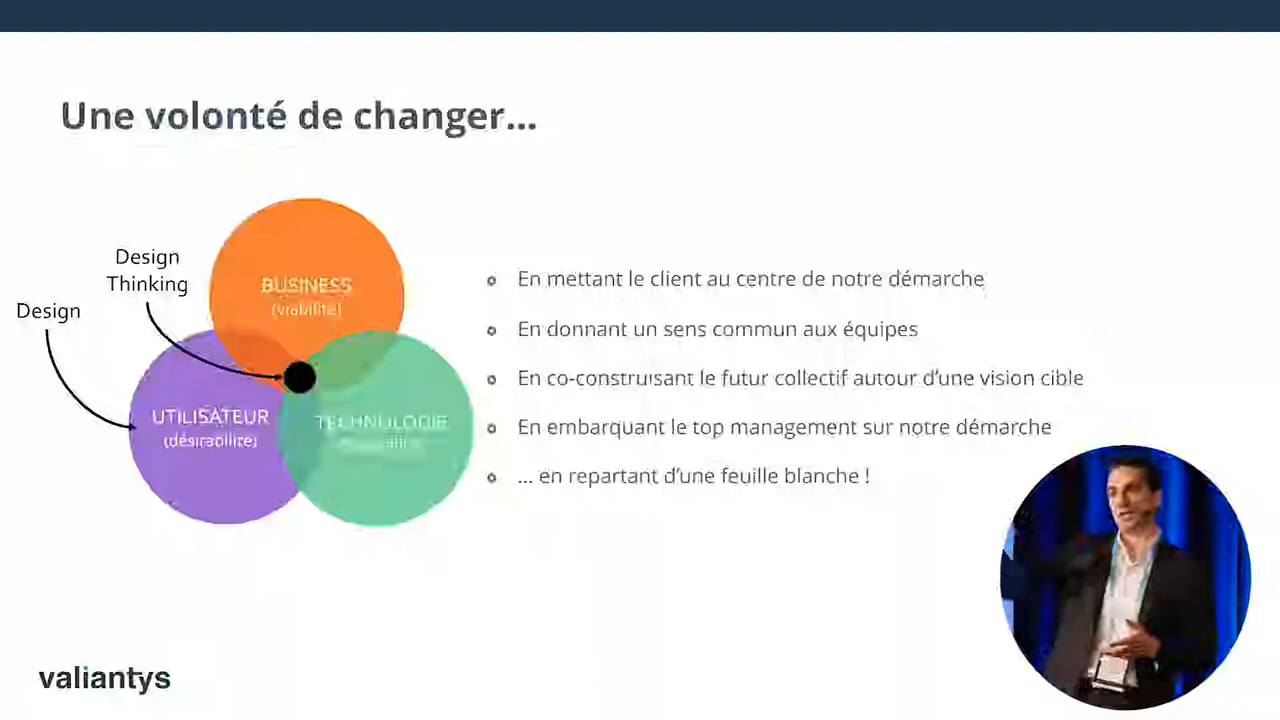 Une volonté de changer...
Design
Thinking
Design
BUSINESS
(viabilité)
UTILISATEUR
(désirabilité)
TECHNOLOGIE
En mettant le client au centre de notre démarche
En donnant un sens commun aux équipes
En co-construisant le futur collectif autour d'une vision cible
En embarquant le top management sur notre démarche
... en repartant d'une feuille blanche !
valiantys